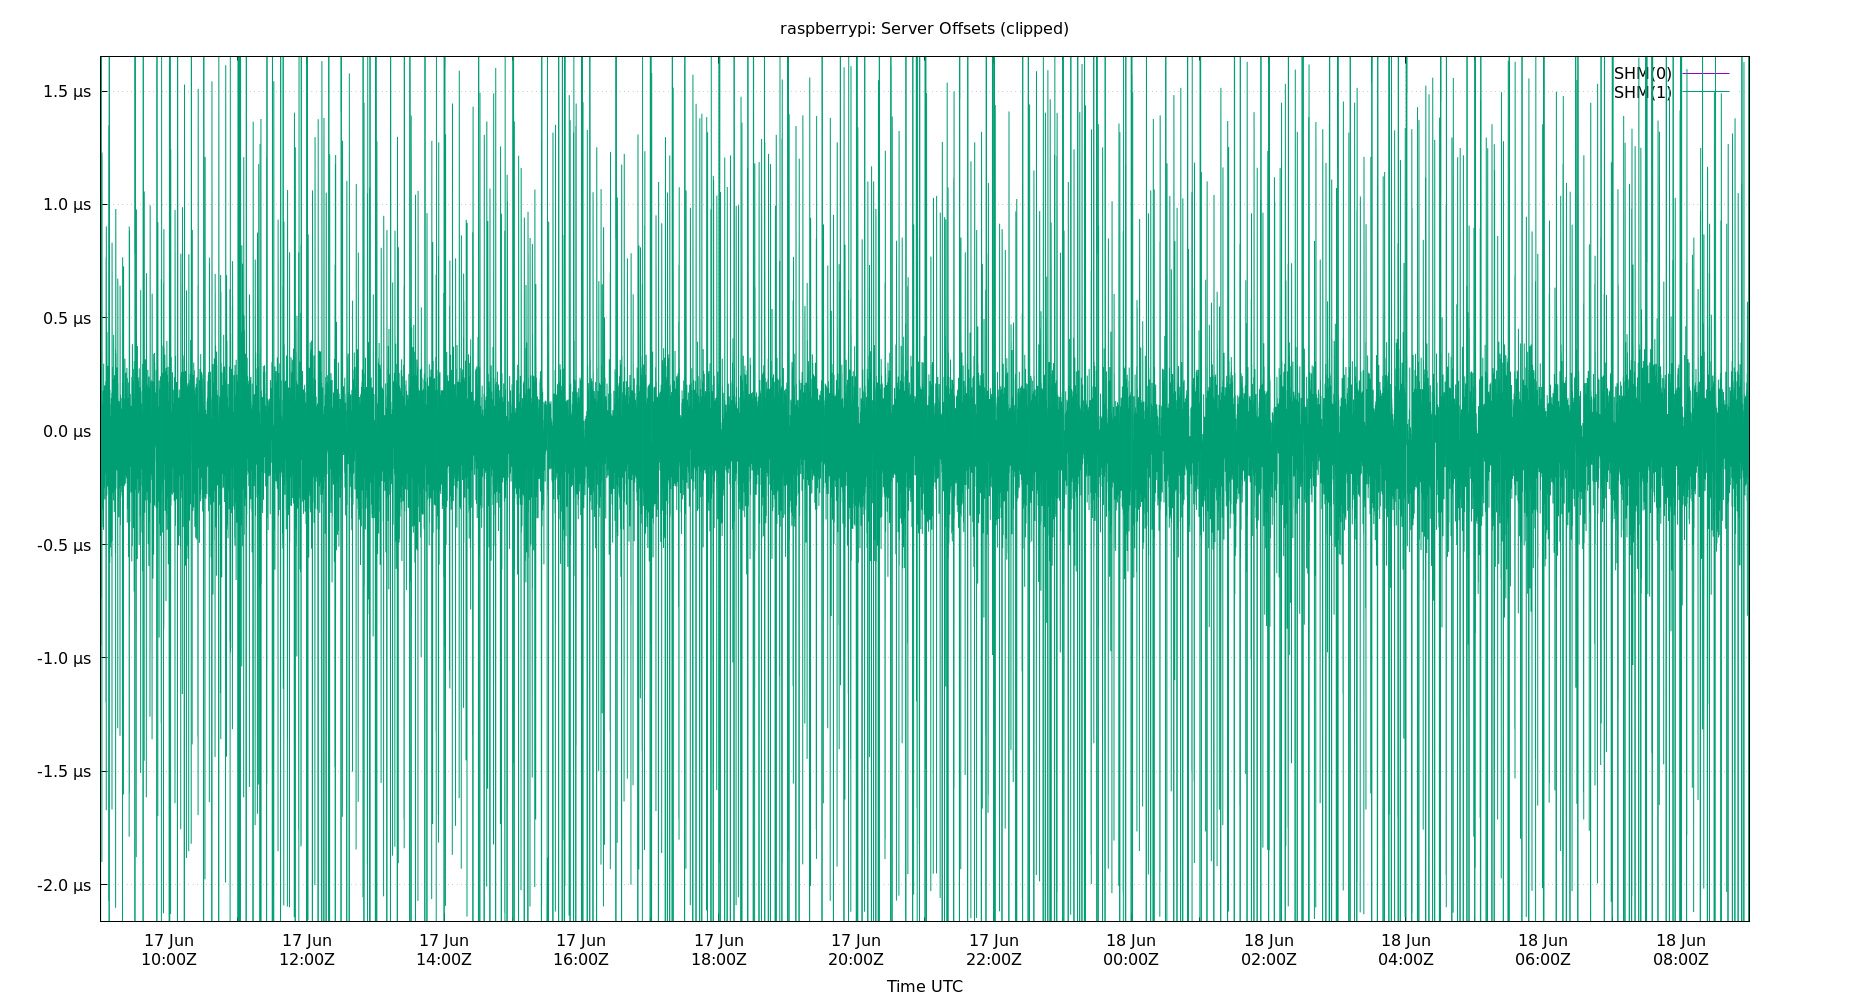 raspberrypi: Server Offsets (clipped)
SHM(0)
SHM(1)
1.5 µs
1.0 µs
0.5 µs
0.0 µs
-0.5 µs
-1.0 µs
-1.5 µs
-2.0 µs
17 Jun 17 Jun 17 Jun 17 Jun 17 Jun 17 Jun 17 Jun 18 Jun 18 Jun 18 Jun 18 Jun 18 Jun
10:00Z 12:00Z 14:00Z 16:00Z 18:00Z 20:00Z 22:00Z 00:00Z 02:00Z 04:00Z 06:00Z 08:00Z
Time UTC